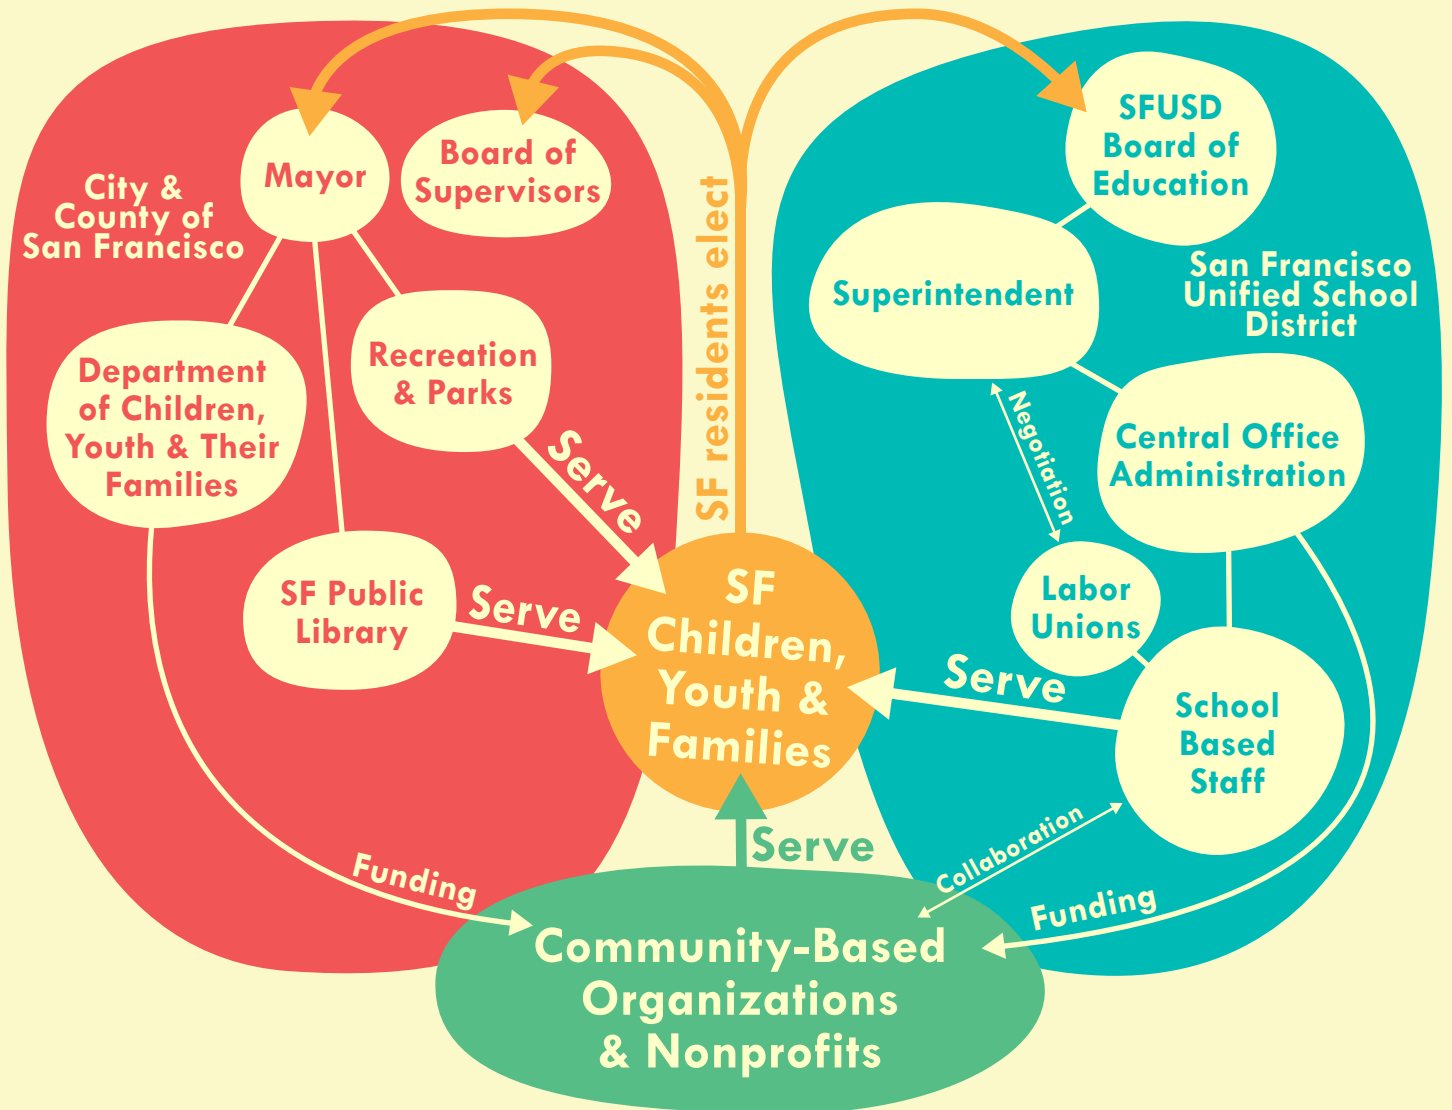 City &
County of
San Francisco
Mayor
Board of
Supervisors
Department
of Children,
Youth & Their
Families
Recreation
& Parks
SF Public
Library
Serve
Serve
SF residents elect
SF
Children,
Youth &
Families
SFUSD
Board of
Education
San Francisco
Unified School
District
Superintendent
Negotiation
Central Office
Administration
Labor
Unions
School
Based
Staff
Serve
Collaboration
Funding
Funding
Serve
Community-Based
Organizations
& Nonprofits